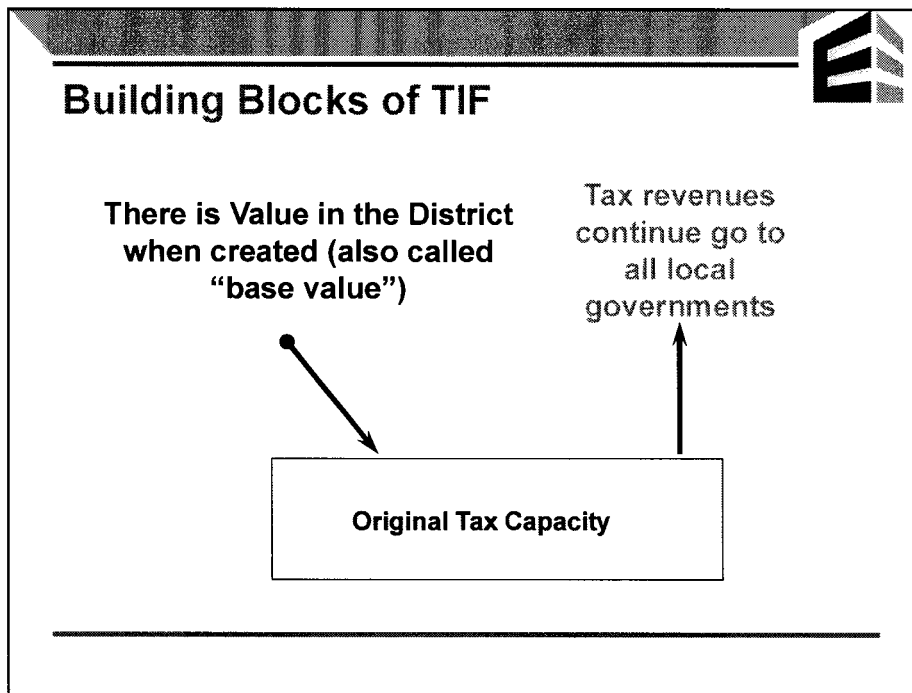 Building Blocks of TIF
There is Value in the District
when created (also called
“base value”)
Tax revenues
continue go to
all local
governments
Original Tax Capacity